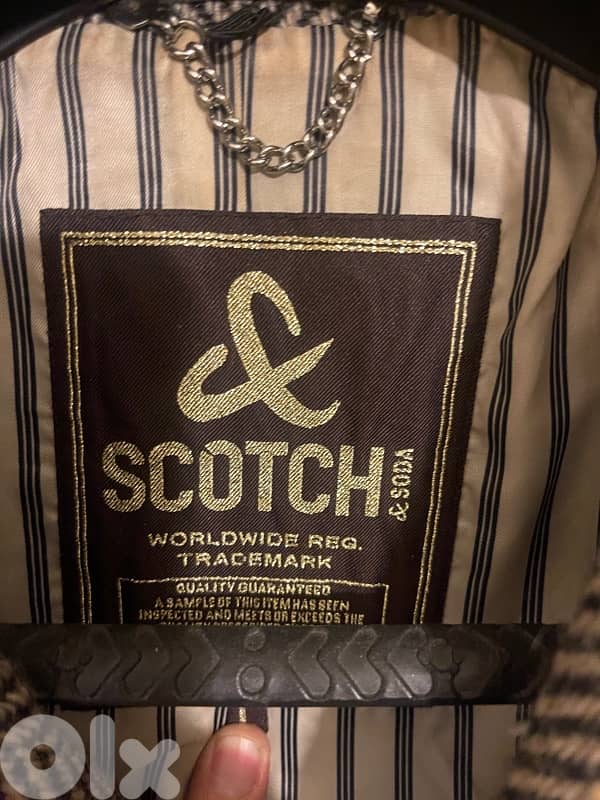 &
SCOTCH
& SODA
WORLDWIDE REG.
TRADEMARK
QUALITY GUARANTEED
A SAMPLE OF THIS ITEM HAS BEEN
INSPECTED AND MEETS OR EXCEEDS THE
olx